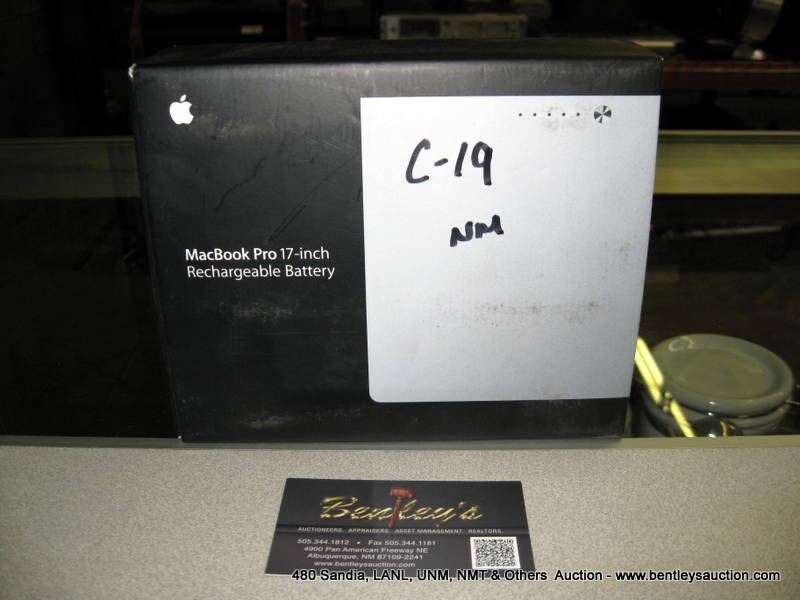 C-19
NM
MacBook Pro 17-inch
Rechargeable Battery
Bentley's
AUCTIONEERS. APPRAISERS. ASSET MANAGEMENT. REALTORS.
505.344.1812 • Fax 505.344.1181
4900 Pan American Freeway NE
Albuquerque, NM 87109-2241
www.bentleysauction.com
480 Sandia, LANL, UNM, NMT & Others Auction - www.bentleysauction.com